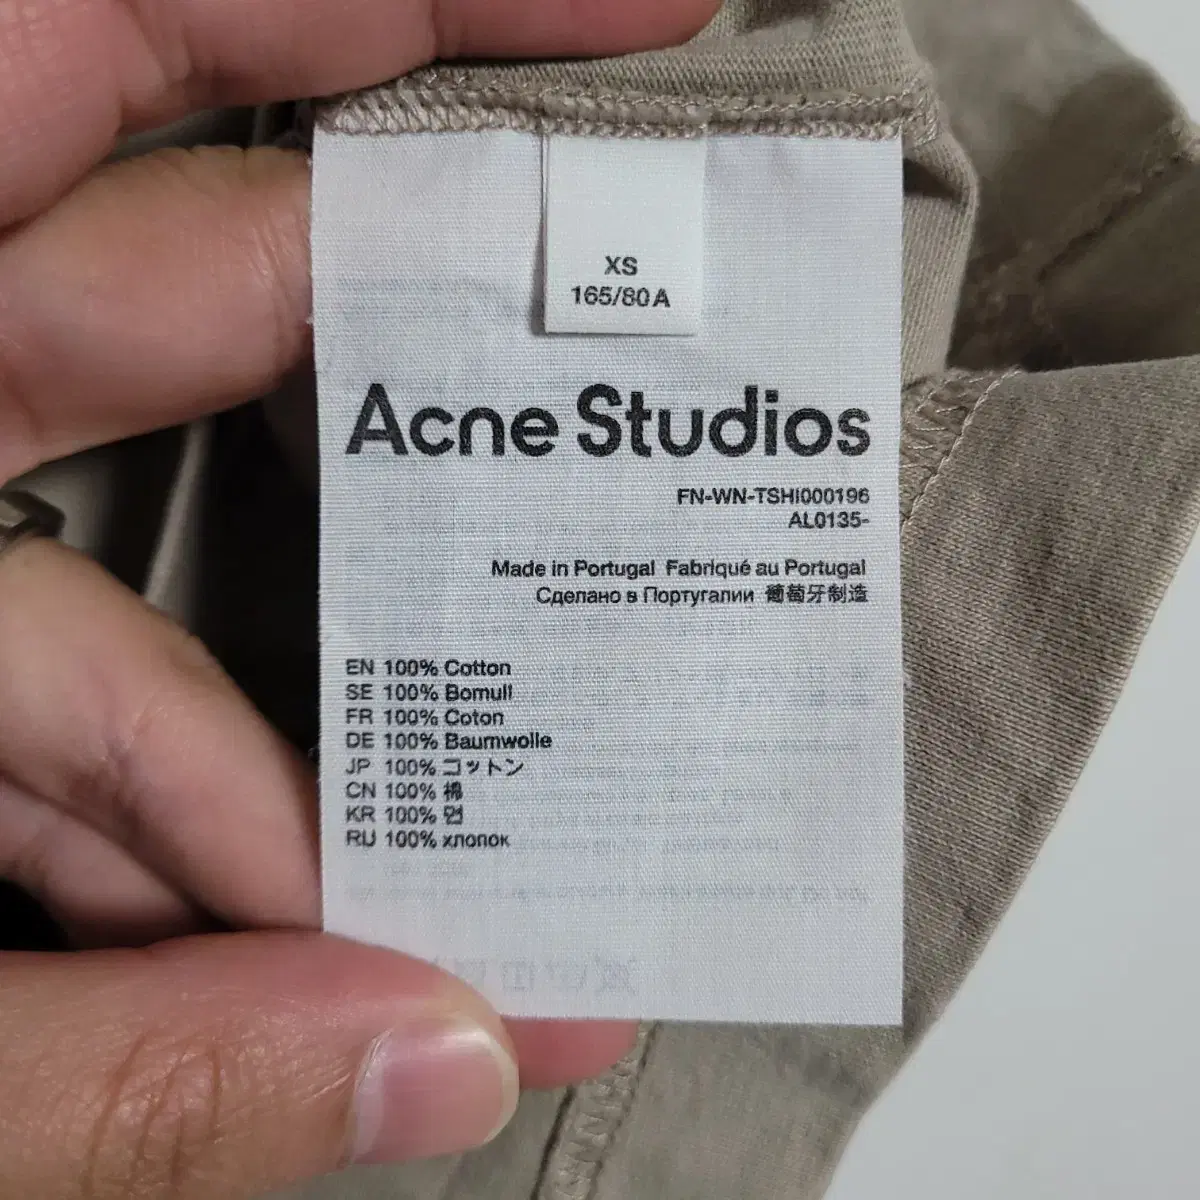 XS
165/80A
Acne Studios
FN-WN-TSHI000196
AL0135-
Made in Portugal Fabriqué au Portugal
Сделано в Португалии 葡萄牙制造
EN 100% Cotton
SE 100% Bomull
FR 100% Coton
DE 100% Baumwolle
JP 100% コットン
CN 100% 棉
KR 100% 면
RU 100% хлопок